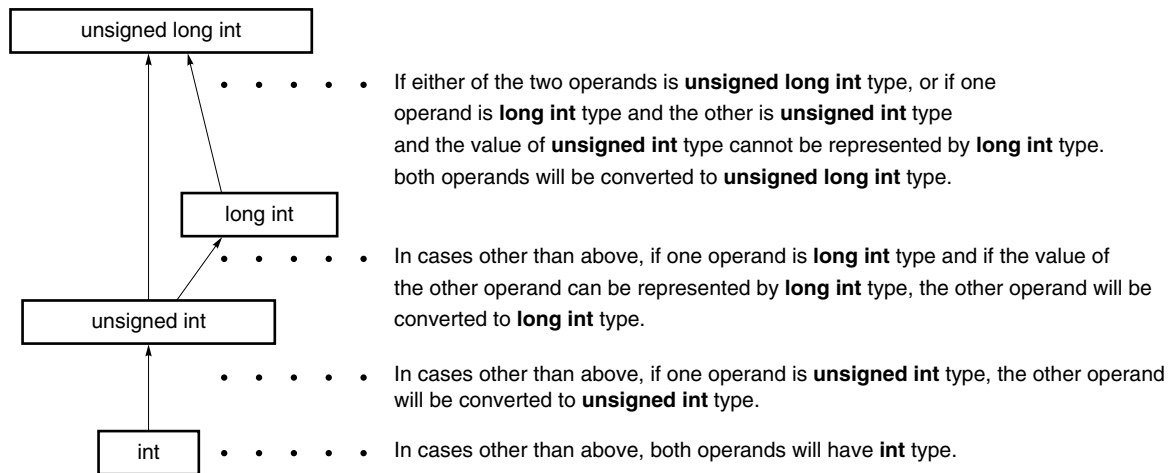 unsigned long int
If either of the two operands is unsigned long int type, or if one
operand is long int type and the other is unsigned int type
and the value of unsigned int type cannot be represented by long int type.
both operands will be converted to unsigned long int type.
long int
In cases other than above, if one operand is long int type and if the value of
the other operand can be represented by long int type, the other operand will be
converted to long int type.
unsigned int
In cases other than above, if one operand is unsigned int type, the other operand
will be converted to unsigned int type.
int
In cases other than above, both operands will have int type.